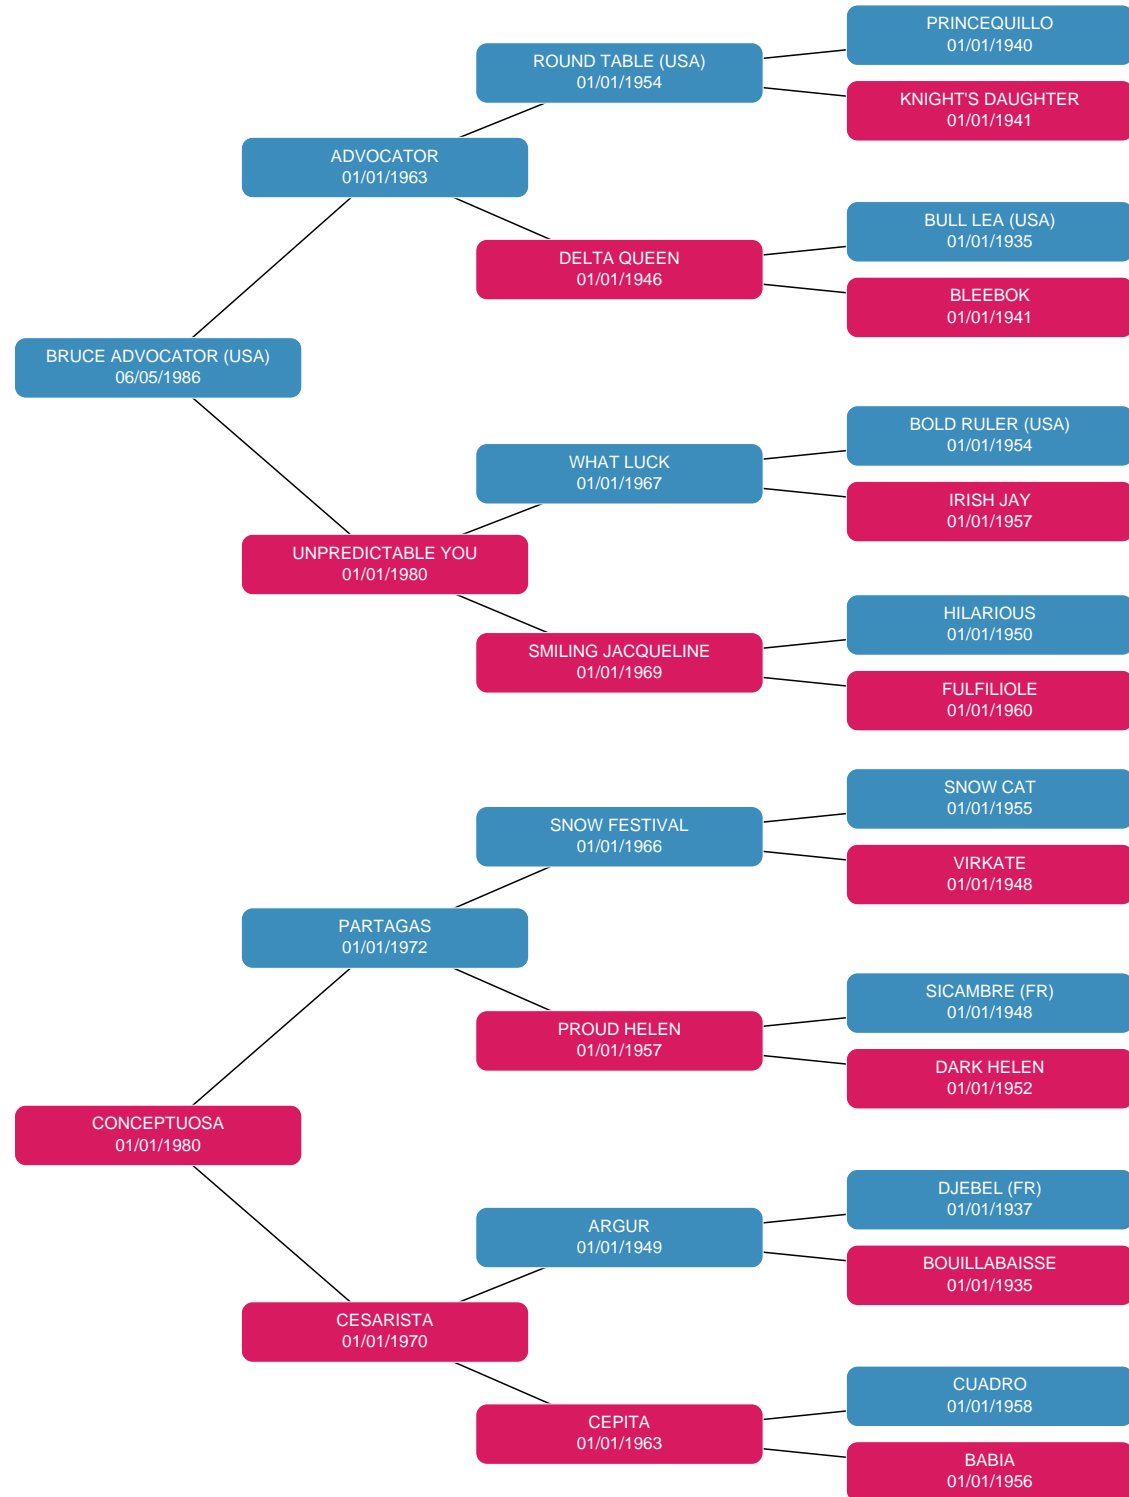 PRINCEQUILLO
01/01/1940
ROUND TABLE (USA)
01/01/1954
KNIGHT'S DAUGHTER
01/01/1941
ADVOCATOR
01/01/1963
BULL LEA (USA)
01/01/1935
DELTA QUEEN
01/01/1946
BLEEBOK
01/01/1941
BRUCE ADVOCATOR (USA)
06/05/1986
BOLD RULER (USA)
01/01/1954
WHAT LUCK
01/01/1967
IRISH JAY
01/01/1957
UNPREDICTABLE YOU
01/01/1980
HILARIOUS
01/01/1950
SMILING JACQUELINE
01/01/1969
FULFILIOLE
01/01/1960
SNOW CAT
01/01/1955
SNOW FESTIVAL
01/01/1966
VIRKATE
01/01/1948
PARTAGAS
01/01/1972
SICAMBRE (FR)
01/01/1948
PROUD HELEN
01/01/1957
DARK HELEN
01/01/1952
CONCEPTUOSA
01/01/1980
DJEBEL (FR)
01/01/1937
ARGUR
01/01/1949
BOUILLABAISSE
01/01/1935
CESARISTA
01/01/1970
CUADRO
01/01/1958
CEPITA
01/01/1963
BABIA
01/01/1956